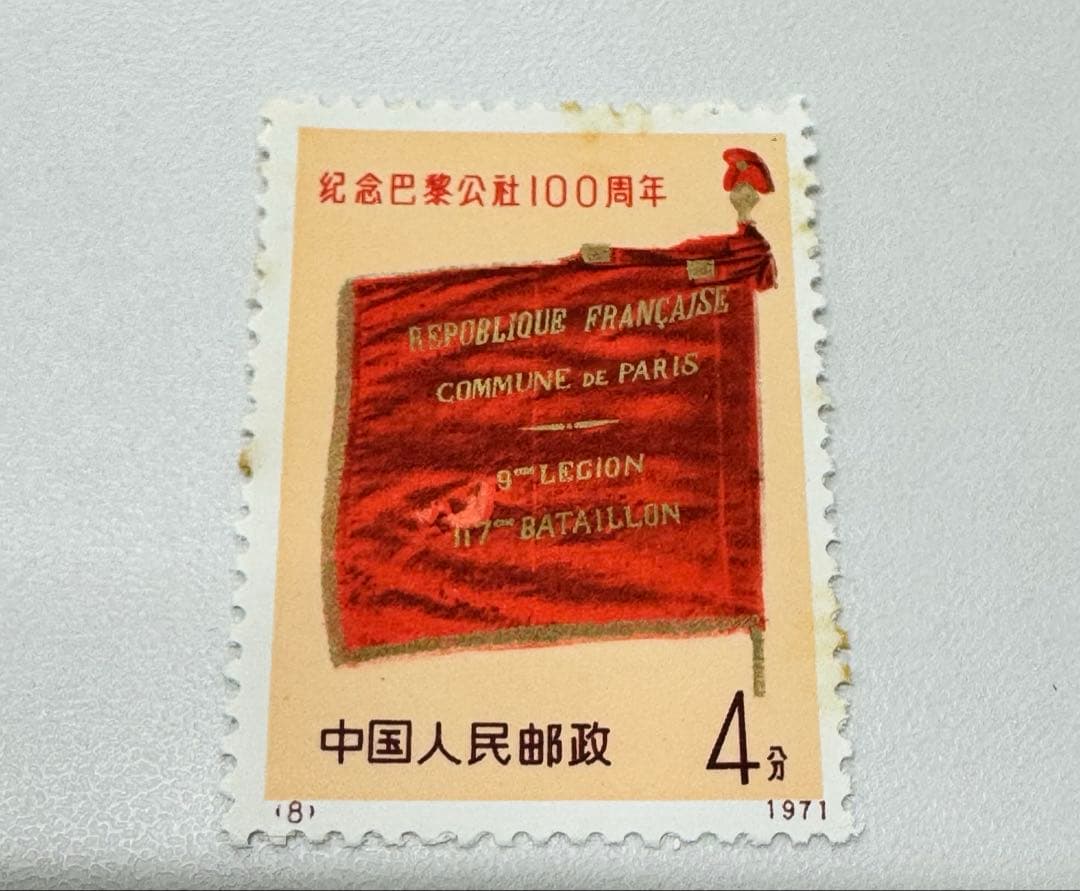 纪念巴黎公社100周年
REPUBLIQUE FRANÇAISE
COMMUNE DE PARIS
9me LEGION
117me BATAILLON
中国人民邮政
4分
(8)
1971